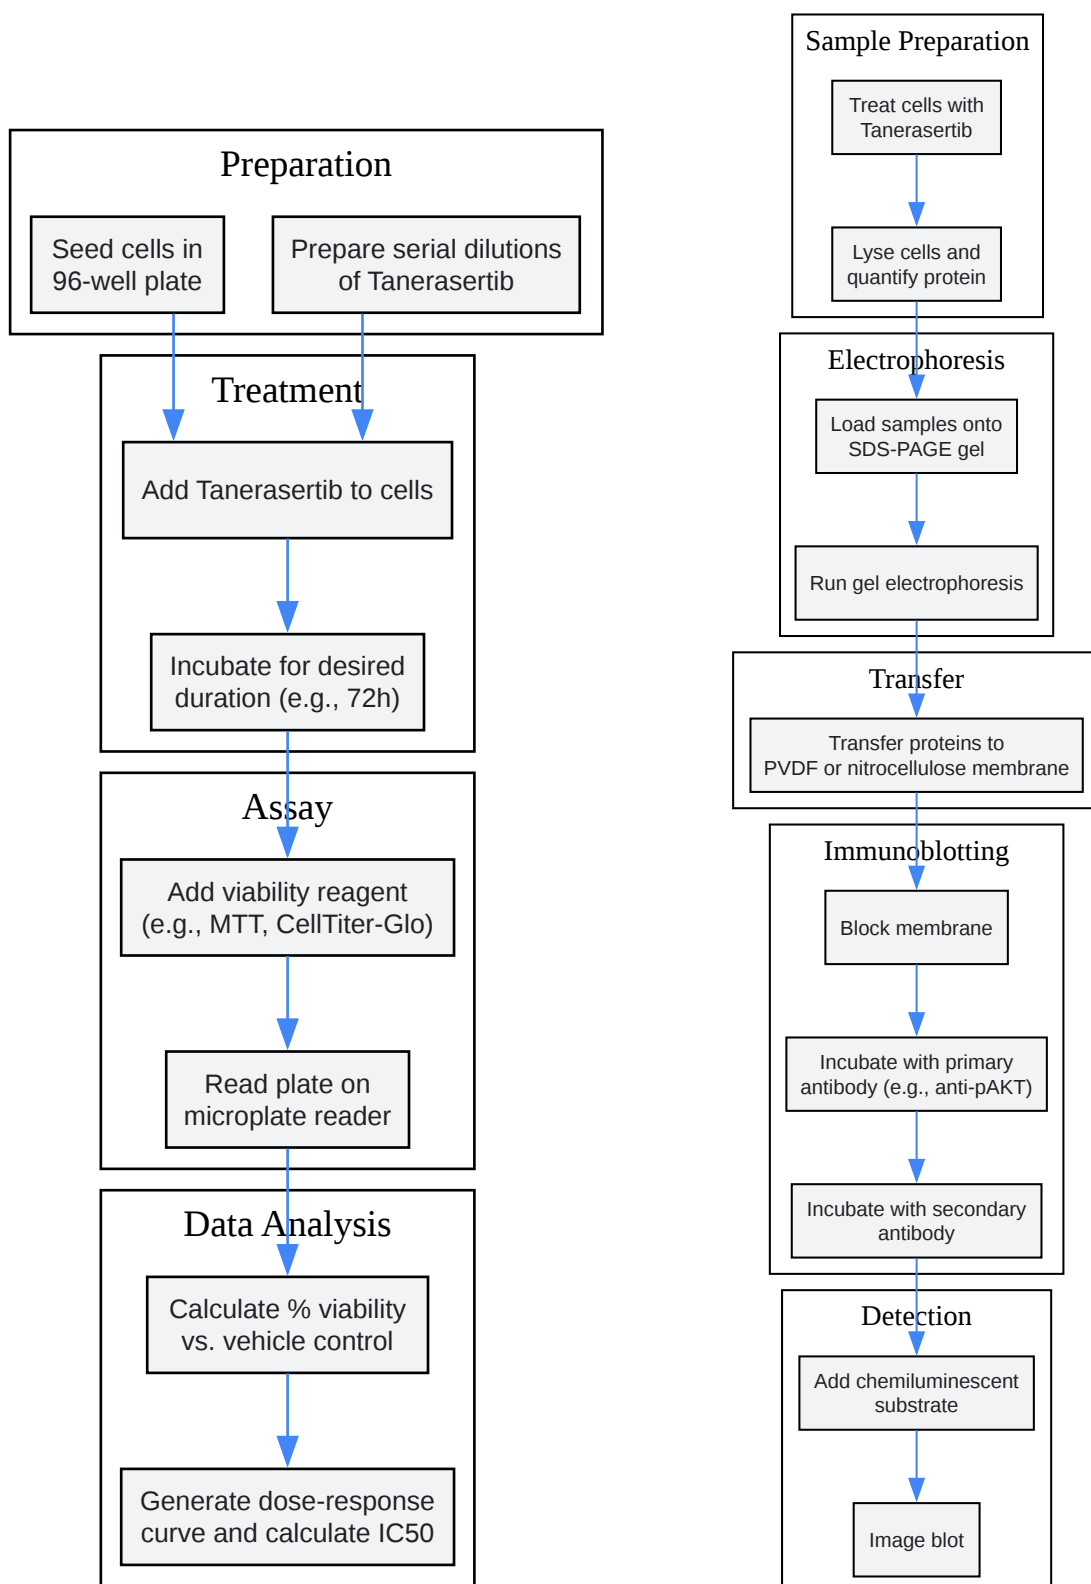 Preparation
Seed cells in
96-well plate
Prepare serial dilutions
of Tanerasertib
Treatment
Add Tanerasertib to cells
Incubate for desired
duration (e.g., 72h)
Assay
Add viability reagent
(e.g., MTT, CellTiter-Glo)
Read plate on
microplate reader
Data Analysis
Calculate % viability
vs. vehicle control
Generate dose-response
curve and calculate IC50
Sample Preparation
Treat cells with
Tanerasertib
Lyse cells and
quantify protein
Electrophoresis
Load samples onto
SDS-PAGE gel
Run gel electrophoresis
Transfer
Transfer proteins to
PVDF or nitrocellulose membrane
Immunoblotting
Block membrane
Incubate with primary
antibody (e.g., anti-pAKT)
Incubate with secondary
antibody
Detection
Add chemiluminescent
substrate
Image blot